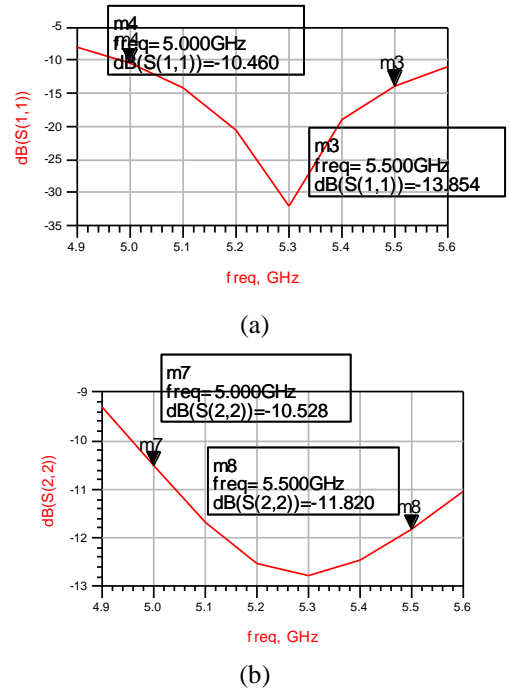 m4
freq=5.000GHz
dB(S(1,1))=-10.460
m4
m3
m3
freq=5.500GHz
dB(S(1,1))=-13.854
-5
-10
-15
-20
-25
-30
-35
dB(S(1,1))
4.9 5.0 5.1 5.2 5.3 5.4 5.5 5.6
freq, GHz
(a)
m7
freq=5.000GHz
dB(S(2,2))=-10.528
m7
m8
freq=5.500GHz
dB(S(2,2))=-11.820
m8
-9
-10
-11
-12
-13
dB(S(2,2))
4.9 5.0 5.1 5.2 5.3 5.4 5.5 5.6
freq, GHz
(b)